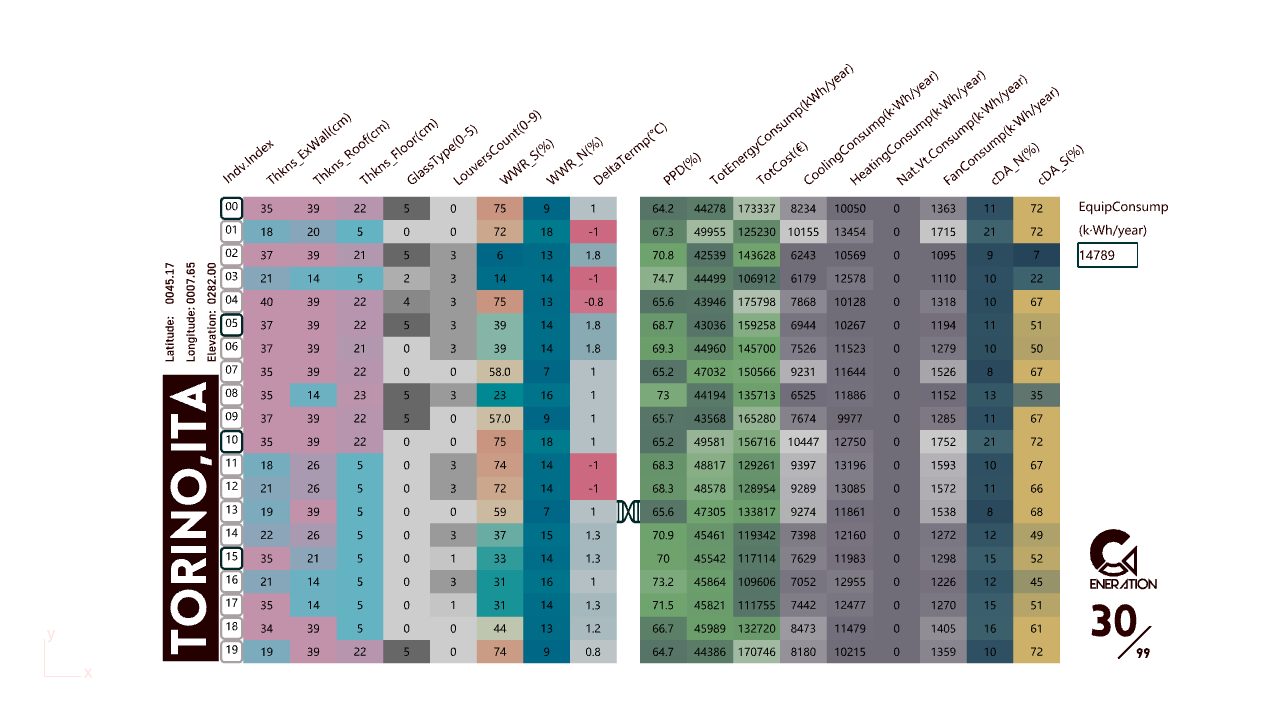 Indv.Index Thkns_ExWall(cm) Thkns_Roof(cm) Thkns_Floor(cm) GlassType(0-5) LouversCount(0-9) WWR_S(%) WWR_N(%) DeltaTermp(°C) PPD(%) TotEnergyConsump(kWh/year) TotCost(€) CoolingConsump(k·Wh/year) HeatingConsump(k·Wh/year) Nat.Vt.Consump(k·Wh/year) FanConsump(k·Wh/year) cDA_N(%) cDA_S(%)
00 35 39 22 5 0 75 9 1 64.2 44278 173337 8234 10050 0 1363 11 72
01 18 20 5 0 0 72 18 -1 67.3 49955 125230 10155 13454 0 1715 21 72
02 37 39 21 5 3 6 13 1.8 70.8 42539 143628 6243 10569 0 1095 9 7
03 21 14 5 2 3 14 14 -1 74.7 44499 106912 6179 12578 0 1110 10 22
04 40 39 22 4 3 75 13 -0.8 65.6 43946 175798 7868 10128 0 1318 10 67
05 37 39 22 5 3 39 14 1.8 68.7 43036 159258 6944 10267 0 1194 11 51
06 37 39 21 0 3 39 14 1.8 69.3 44960 145700 7526 11523 0 1279 10 50
07 35 39 22 0 0 58.0 7 1 65.2 47032 150566 9231 11644 0 1526 8 67
08 35 14 23 5 3 23 16 1 73 44194 135713 6525 11886 0 1152 13 35
09 37 39 22 5 0 57.0 9 1 65.7 43568 165280 7674 9977 0 1285 11 67
10 35 39 22 0 0 75 18 1 65.2 49581 156716 10447 12750 0 1752 21 72
11 18 26 5 0 3 74 14 -1 68.3 48817 129261 9397 13196 0 1593 10 67
12 21 26 5 0 3 72 14 -1 68.3 48578 128954 9289 13085 0 1572 11 66
13 19 39 5 0 0 59 7 1 65.6 47305 133817 9274 11861 0 1538 8 68
14 22 26 5 0 3 37 15 1.3 70.9 45461 119342 7398 12160 0 1272 12 49
15 35 21 5 0 1 33 14 1.3 70 45542 117114 7629 11983 0 1298 15 52
16 21 14 5 0 3 31 16 1 73.2 45864 109606 7052 12955 0 1226 12 45
17 35 14 5 0 1 31 14 1.3 71.5 45821 111755 7442 12477 0 1270 15 51
18 34 39 5 0 0 44 13 1.2 66.7 45989 132720 8473 11479 0 1405 16 61
19 19 39 22 5 0 74 9 0.8 64.7 44386 170746 8180 10215 0 1359 10 72
EquipConsump
(k·Wh/year)
14789
Latitude: 0045.17
Longitude: 0007.65
Elevation: 0282.00
TORINO,ITA
ENERATION
30/99
y
x